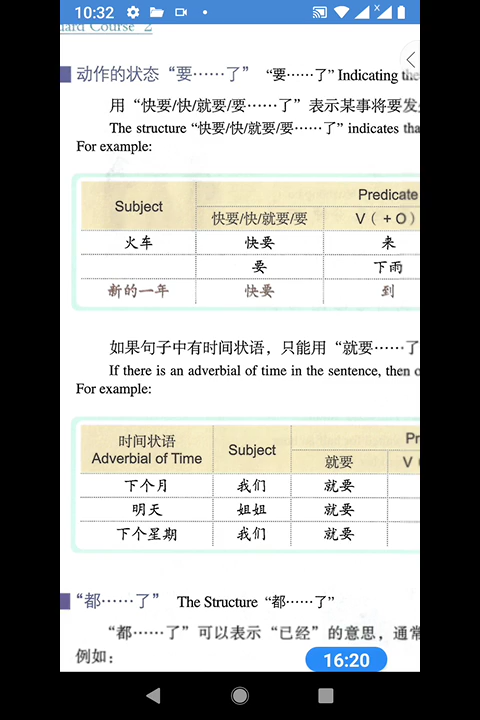 10:32
dard Course 2
动作的状态“要……了” “要……了” Indicating the
用“快要/快/就要/要……了”表示某事将要发
The structure “快要/快/就要/要……了” indicates tha
For example:
Subject Predicate
快要/快/就要/要 V（+ O）
火车 快要 来
要 下雨
新的一年 快要 到
如果句子中有时间状语，只能用“就要……了
If there is an adverbial of time in the sentence, then o
For example:
时间状语 Subject Pr
Adverbial of Time 就要 V
下个月 我们 就要
明天 姐姐 就要
下个星期 我们 就要
“都……了” The Structure “都……了”
“都……了”可以表示“已经”的意思，通常
例如：
16:20